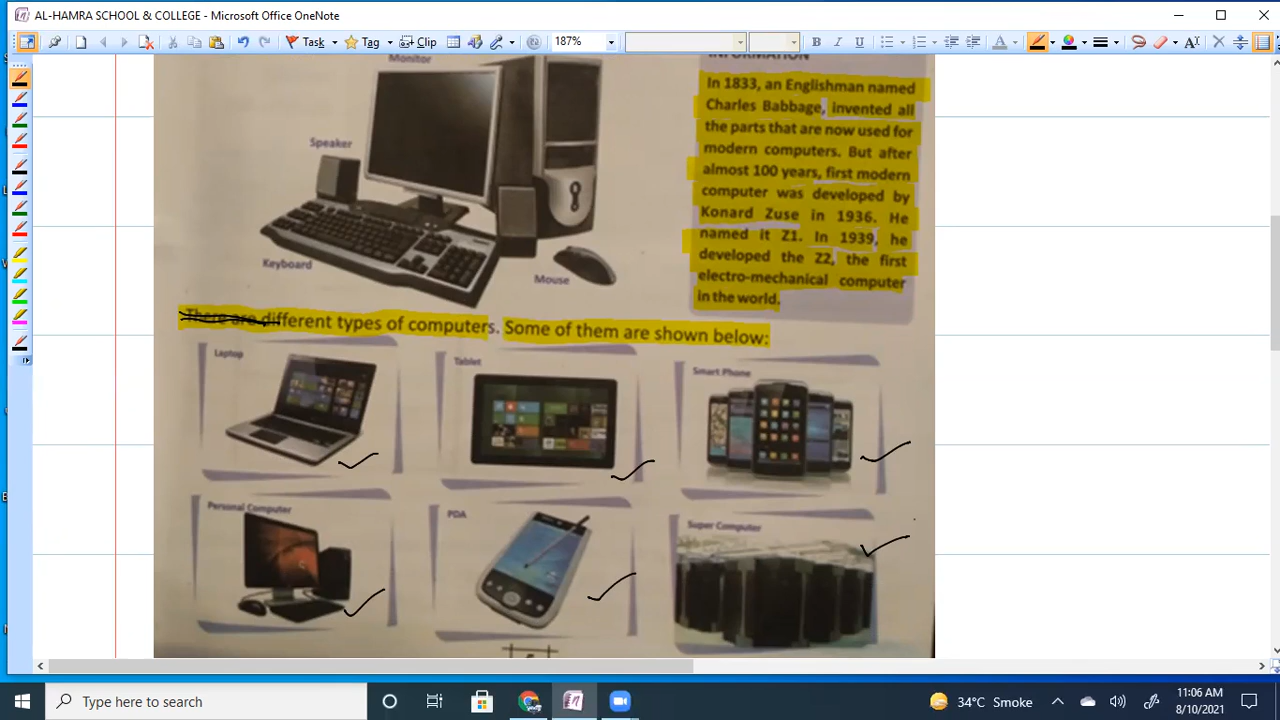 AL-HAMRA SCHOOL & COLLEGE - Microsoft Office OneNote
Task Tag Clip 187% B I U A
Monitor
INFORMATION
In 1833, an Englishman named
Charles Babbage, invented all
the parts that are now used for
modern computers. But after
almost 100 years, first modern
computer was developed by
Konard Zuse in 1936. He
named it Z1. In 1939, he
developed the Z2, the first
electro-mechanical computer
in the world.
Speaker
Keyboard
Mouse
There are different types of computers. Some of them are shown below:
Laptop
Tablet
Smart Phone
Personal Computer
PDA
Super Computer
Type here to search
34°C Smoke
11:06 AM
8/10/2021